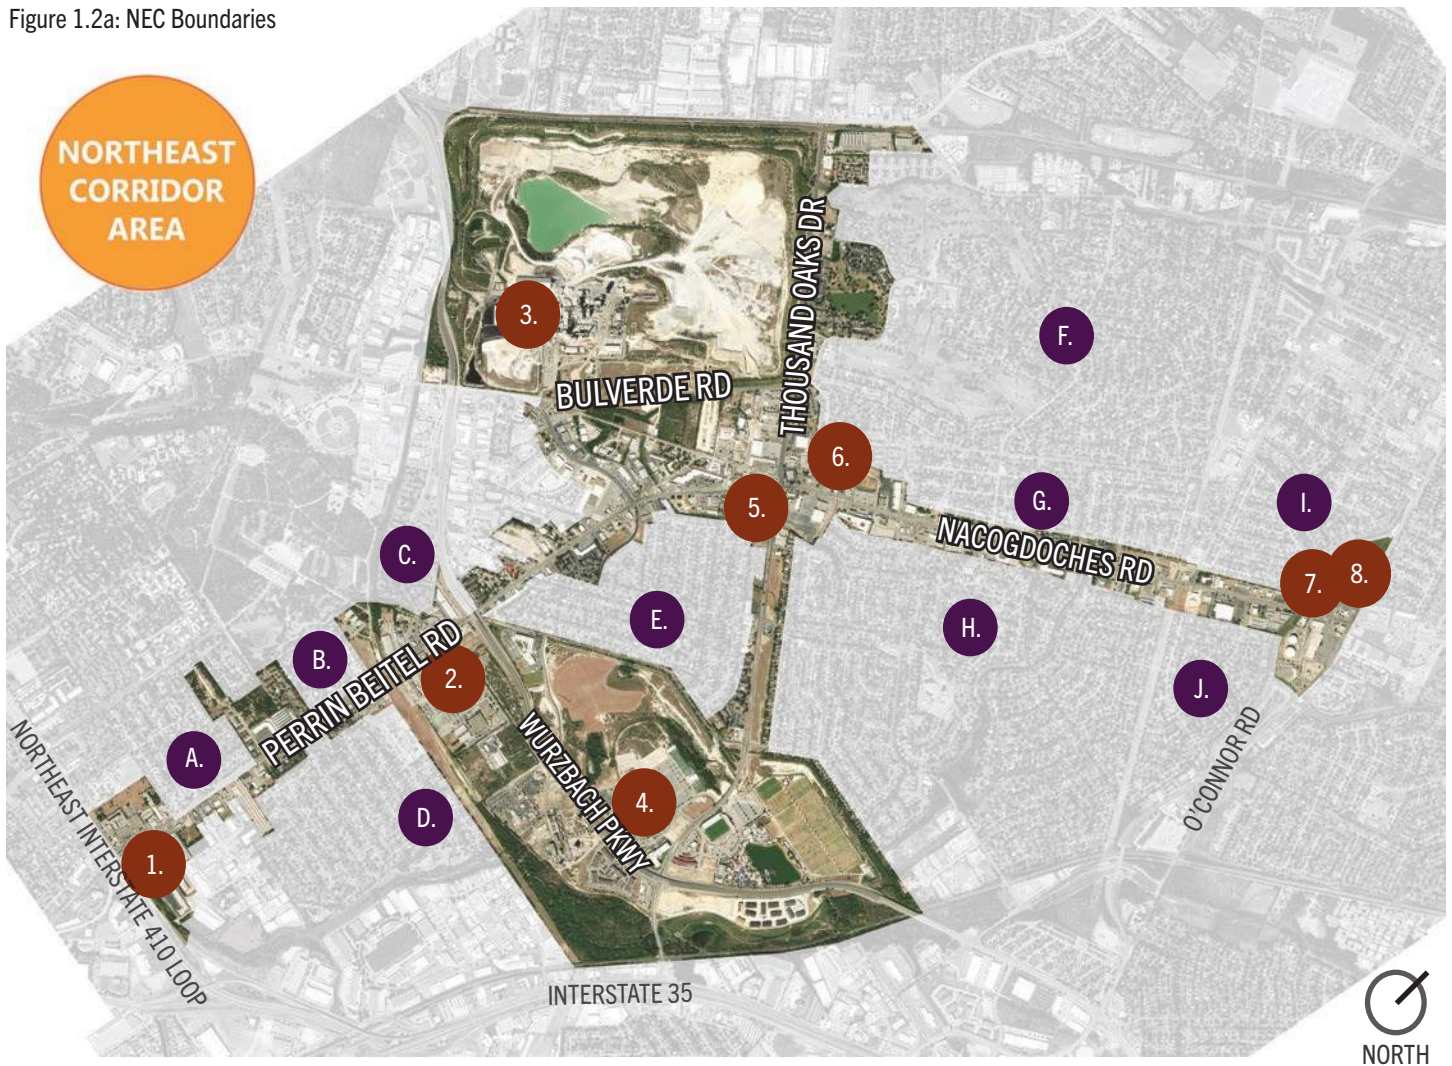 Figure 1.2a: NEC Boundaries
NORTHEAST
CORRIDOR
AREA
THOUSAND OAKS DR
3.
F.
BULVERDE RD
6.
5.
G.
I.
NACOGDOCHES RD
C.
7.
8.
E.
H.
B.
PERRIN BEITEL RD
2.
J.
A.
WURZBACH PKWY
O'CONNOR RD
4.
D.
1.
NORTHEAST INTERSTATE 410 LOOP
INTERSTATE 35
NORTH